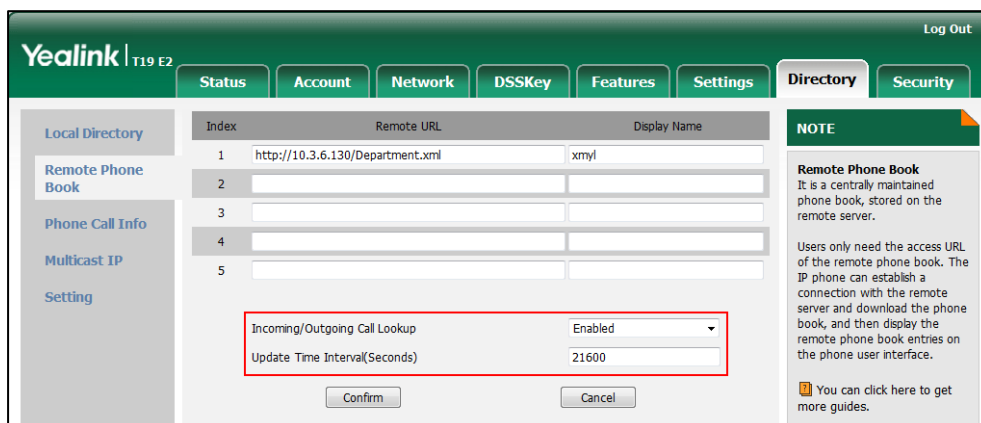 Log Out
Yealink T19 E2
Status Account Network DSSKey Features Settings Directory Security
Local Directory
Remote Phone
Book
Phone Call Info
Multicast IP
Setting
Index Remote URL Display Name
1 http://10.3.6.130/Department.xml xmyl
2
3
4
5
Incoming/Outgoing Call Lookup Enabled
Update Time Interval(Seconds) 21600
Confirm Cancel
NOTE
Remote Phone Book
It is a centrally maintained
phone book, stored on the
remote server.
Users only need the access URL
of the remote phone book. The
IP phone can establish a
connection with the remote
server and download the phone
book, and then display the
remote phone book entries on
the phone user interface.
? You can click here to get
more guides.